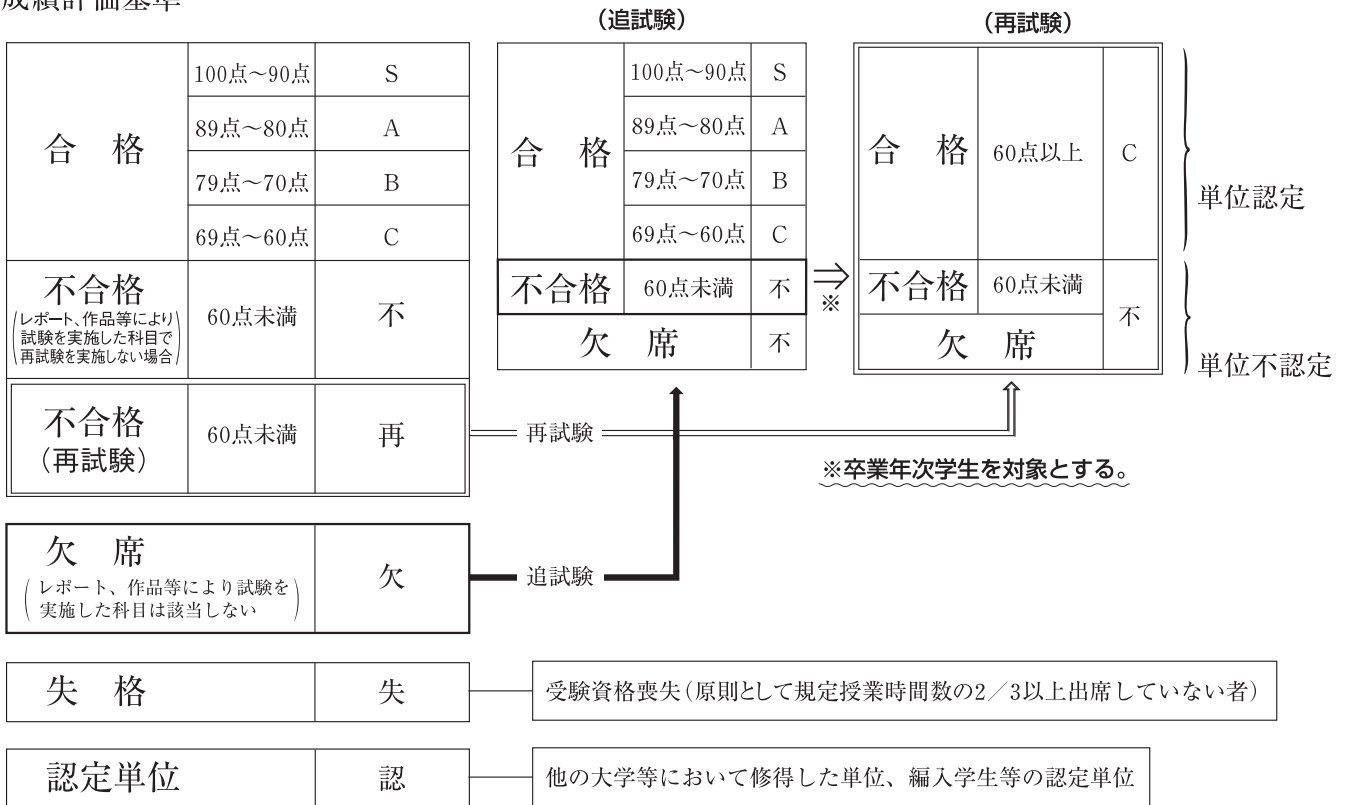 成績評価基準
(追試験)
(再試験)
合　格
100点～90点
S
89点～80点
A
79点～70点
B
69点～60点
C
不合格
(レポート、作品等により
試験を実施した科目で
再試験を実施しない場合)
60点未満
不
不合格
(再試験)
60点未満
再
欠　席
(レポート、作品等により試験を
実施した科目は該当しない)
欠
失　格
失
認定単位
認
合　格
100点～90点
S
89点～80点
A
79点～70点
B
69点～60点
C
不合格
60点未満
不
欠　席
不
⇒
※
合　格
60点以上
C
不合格
60点未満
不
欠　席
単位認定
単位不認定
再試験
※卒業年次学生を対象とする。
追試験
受験資格喪失(原則として規定授業時間数の2／3以上出席していない者)
他の大学等において修得した単位、編入学生等の認定単位